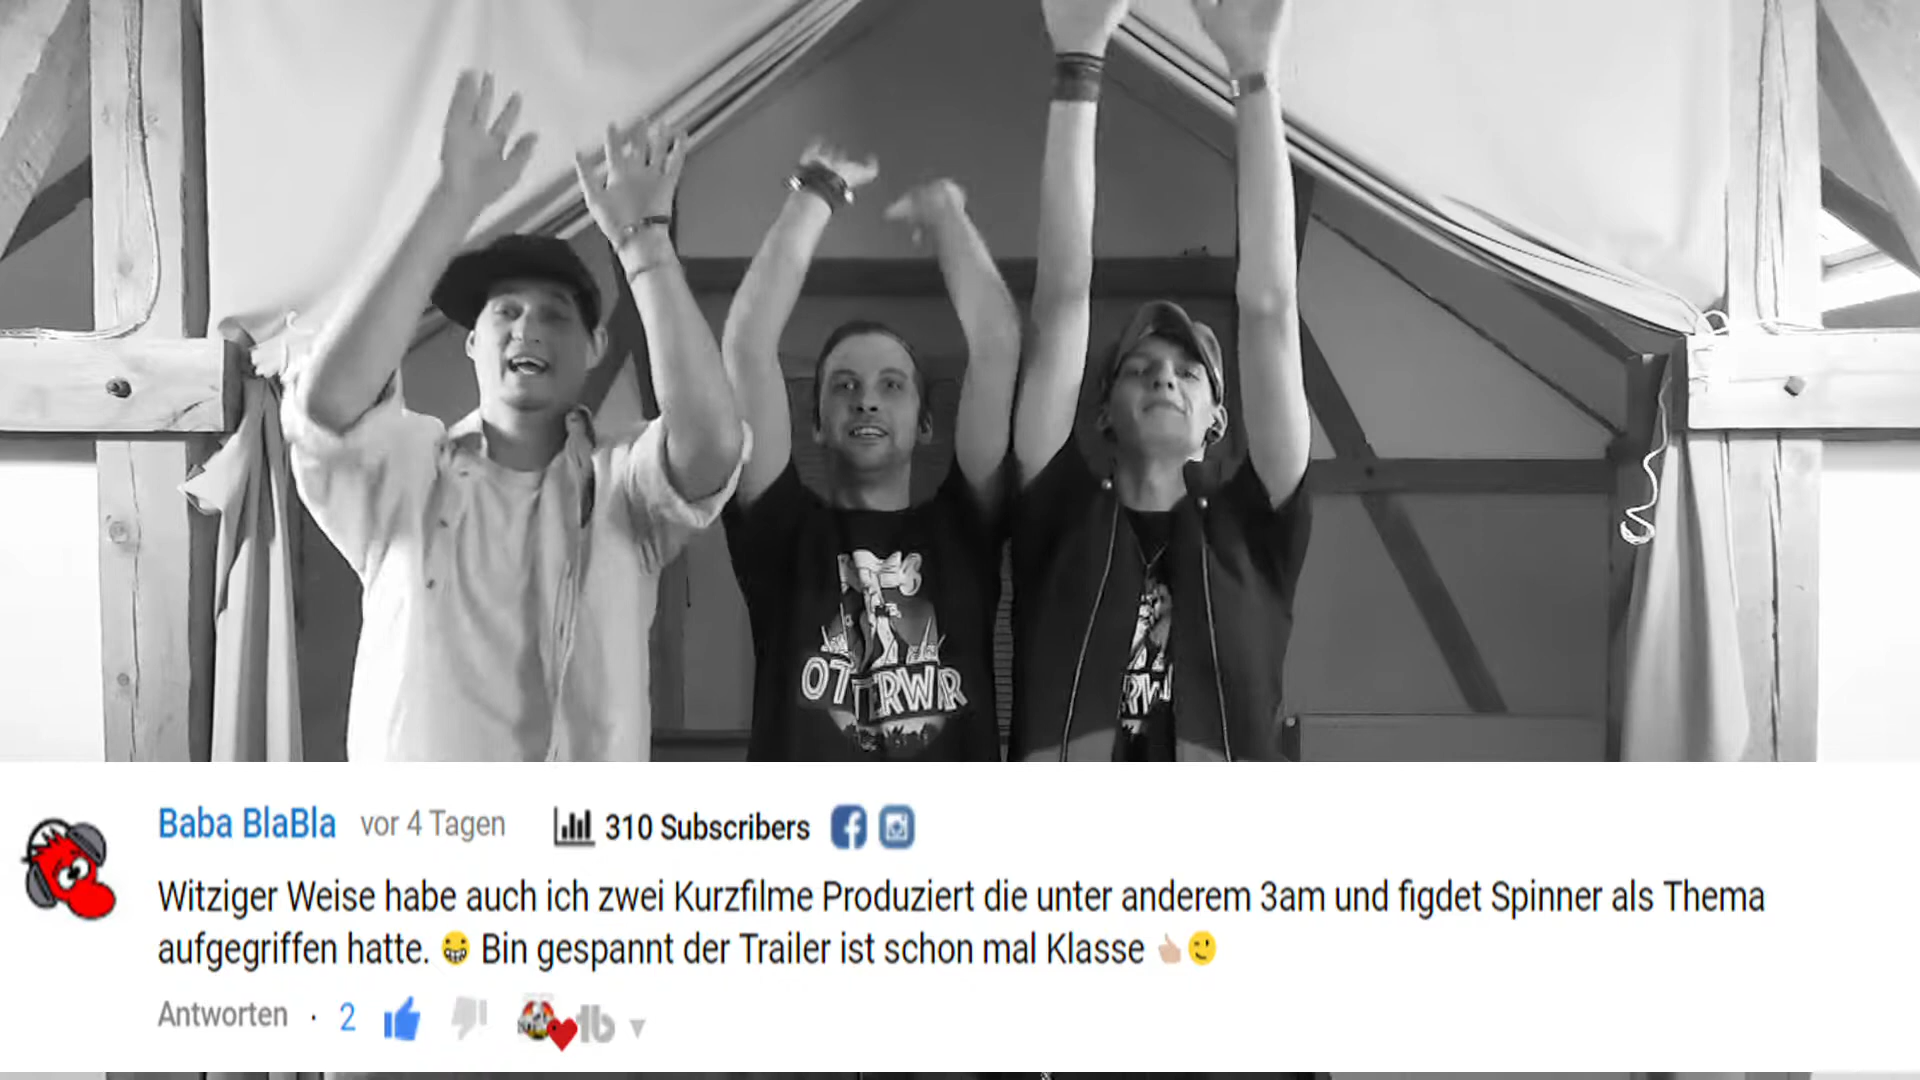 OTTERWIR
Baba BlaBla vor 4 Tagen 310 Subscribers
Witziger Weise habe auch ich zwei Kurzfilme Produziert die unter anderem 3am und figdet Spinner als Thema
aufgegriffen hatte. 😁 Bin gespannt der Trailer ist schon mal Klasse 👍🏻😉
Antworten · 2